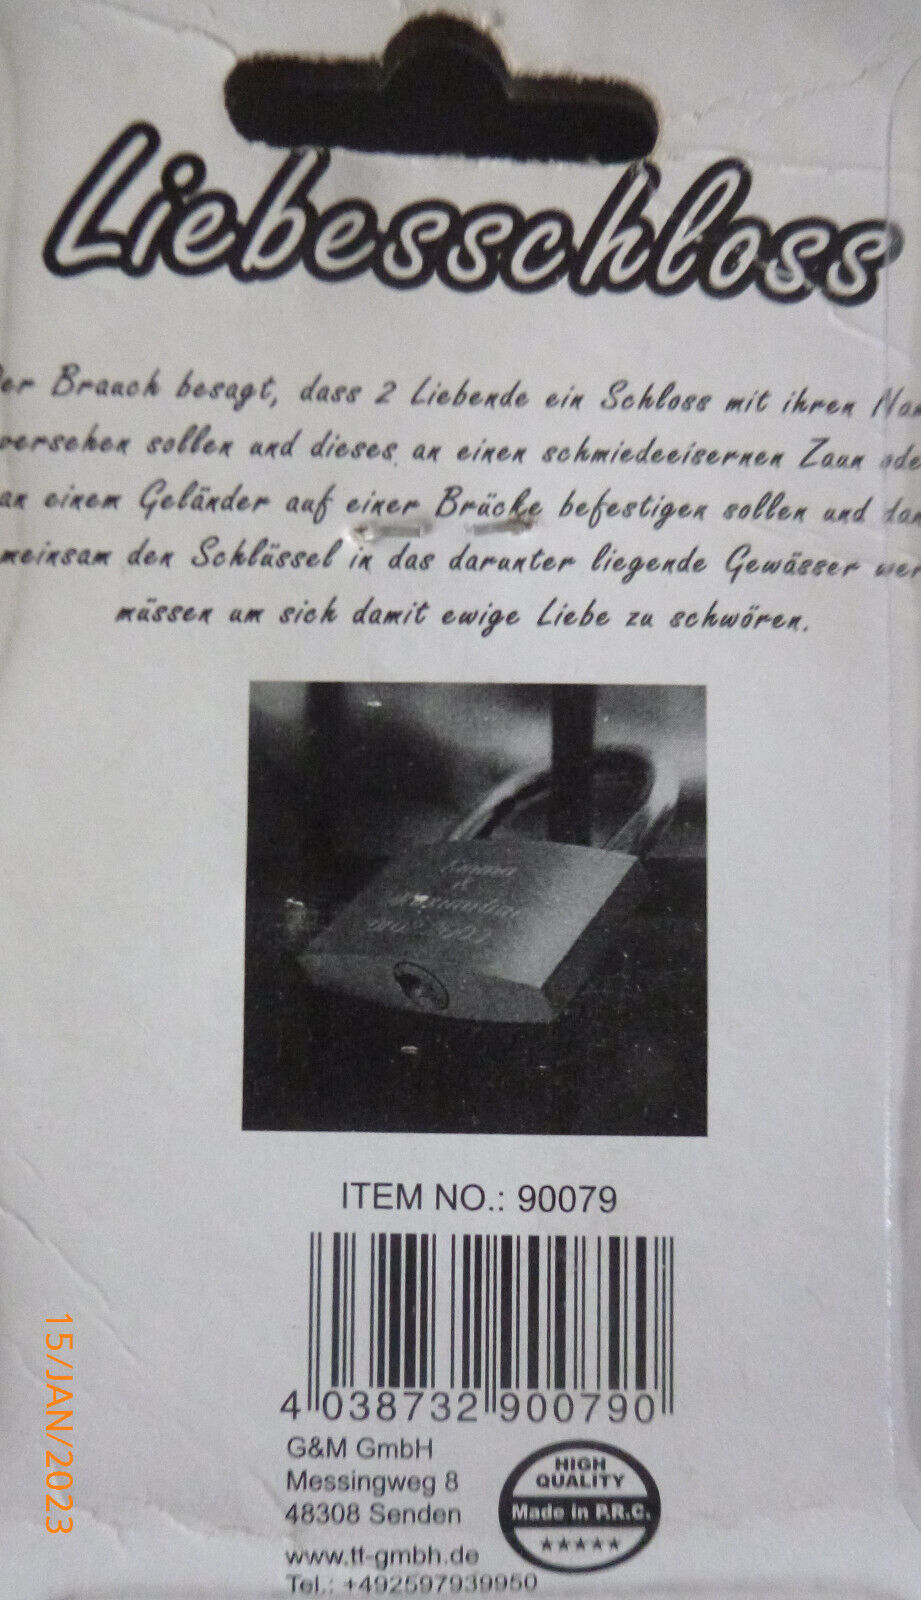 Liebesschloss
er Brauch besagt, dass 2 Liebende ein Schloss mit ihren Nam
versehen sollen und dieses an einen schmiedeeisernen Zaun ode
an einem Geländer auf einer Brücke befestigen sollen und dan
meinsam den Schlüssel in das darunter liegende Gewässer wer
müssen um sich damit ewige Liebe zu schwören.
&
ITEM NO.: 90079
4 038732 900790
G&M GmbH
Messingweg 8
48308 Senden
www.tt-gmbh.de
Tel.: +492597939950
HIGH
QUALITY
Made in P.R.C.
15/JAN/2023